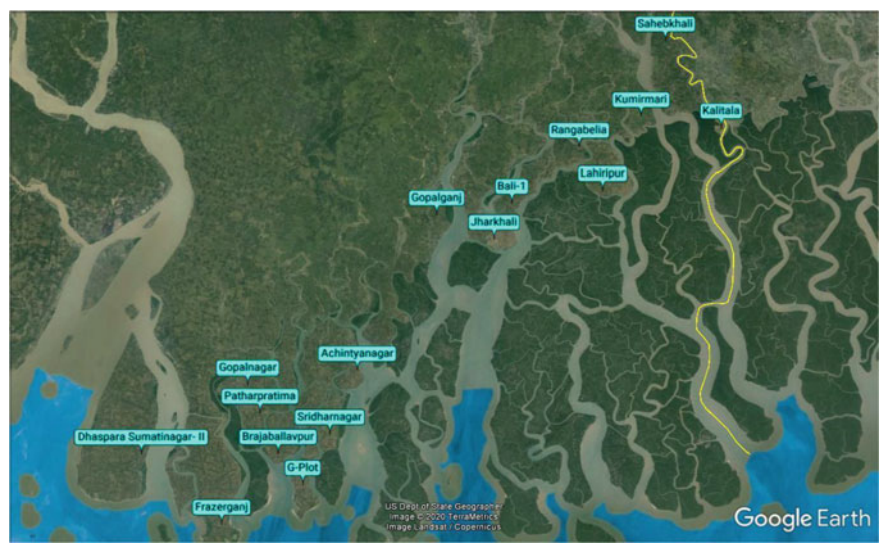 Sahebkhali
Kumirmari
Kalitala
Rangabelia
Lahiripur
Bali-1
Gopalganj
Jharkhali
Achintyanagar
Gopalnagar
Patharpratima
Sridharnagar
Dhaspara Sumatinagar- II
Brajaballavpur
G-Plot
Frazerganj
US Dept of State Geographer
Image © 2020 TerraMetrics
Image Landsat / Copernicus
Google Earth